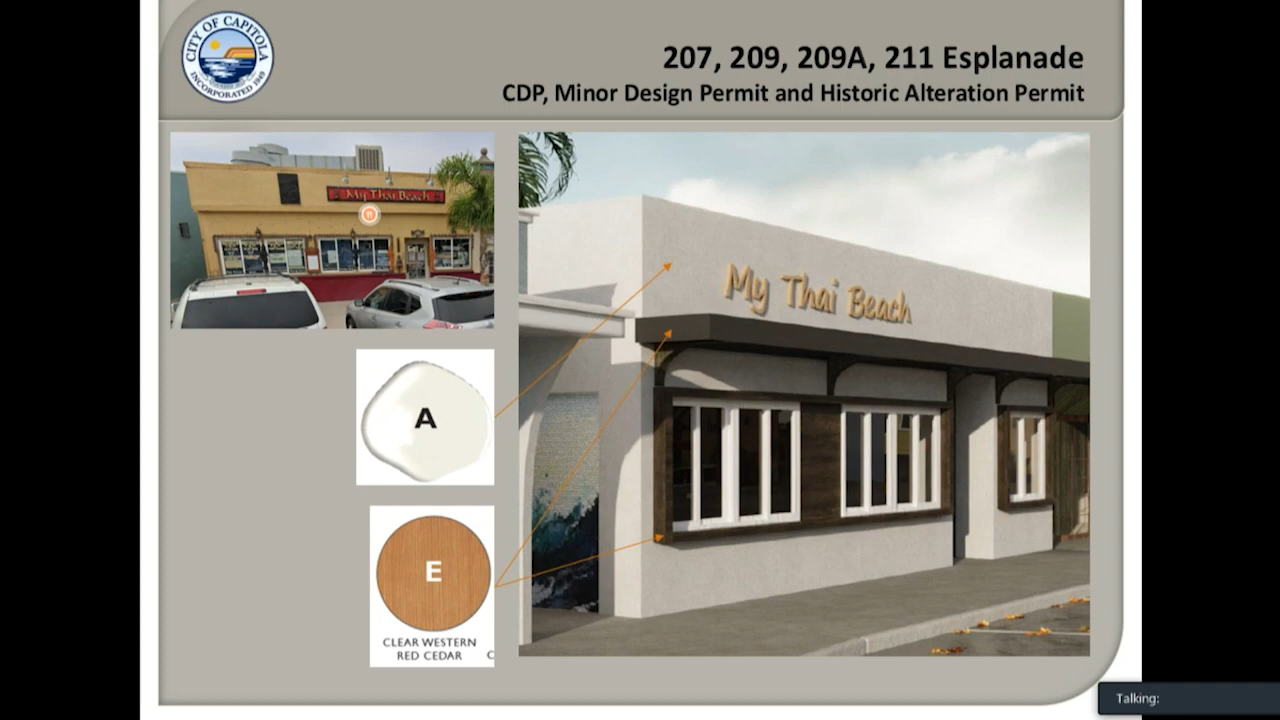 CITY OF CAPITOLA
INCORPORATED 1949
207, 209, 209A, 211 Esplanade
CDP, Minor Design Permit and Historic Alteration Permit
My Thai Beach
My Thai Beach
A
E
CLEAR WESTERN
RED CEDAR
C
Talking: